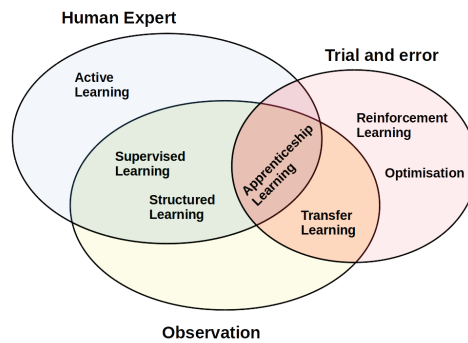 Human Expert
Trial and error
Active
Learning
Reinforcement
Learning
Supervised
Learning
Apprenticeship
Learning
Optimisation
Structured
Learning
Transfer
Learning
Observation